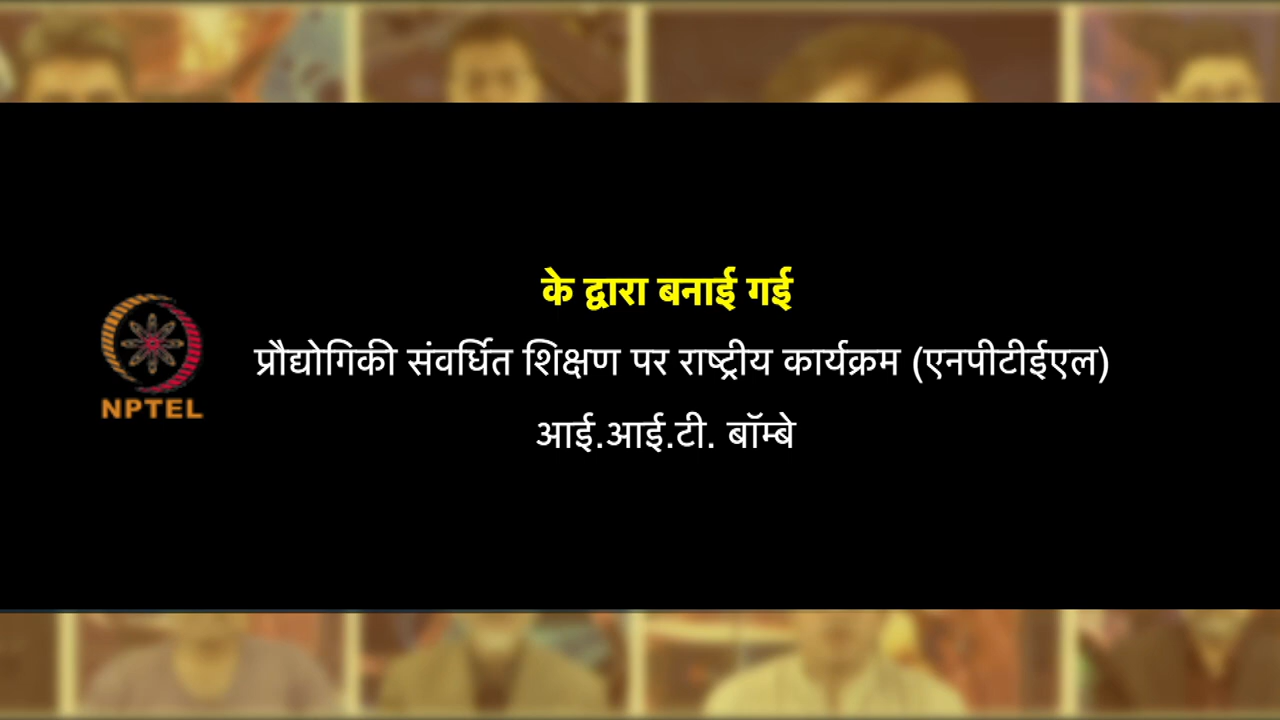 के द्वारा बनाई गई
प्रौद्योगिकी संवर्धित शिक्षण पर राष्ट्रीय कार्यक्रम (एनपीटीईएल)
आई.आई.टी. बॉम्बे
NPTEL